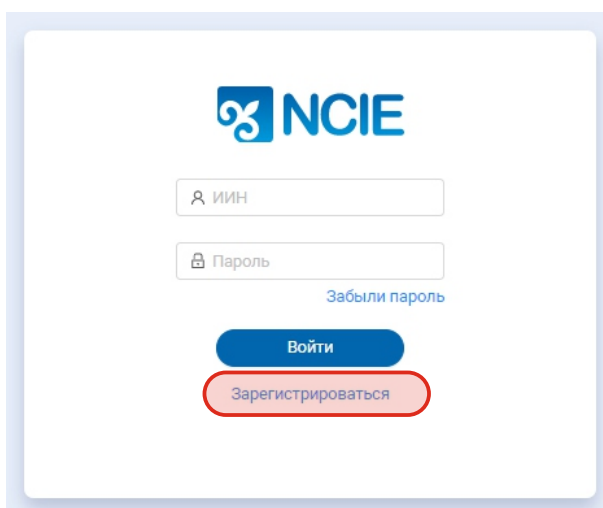 NCIE
ИИН
Пароль
Забыли пароль
Войти
Зарегистрироваться